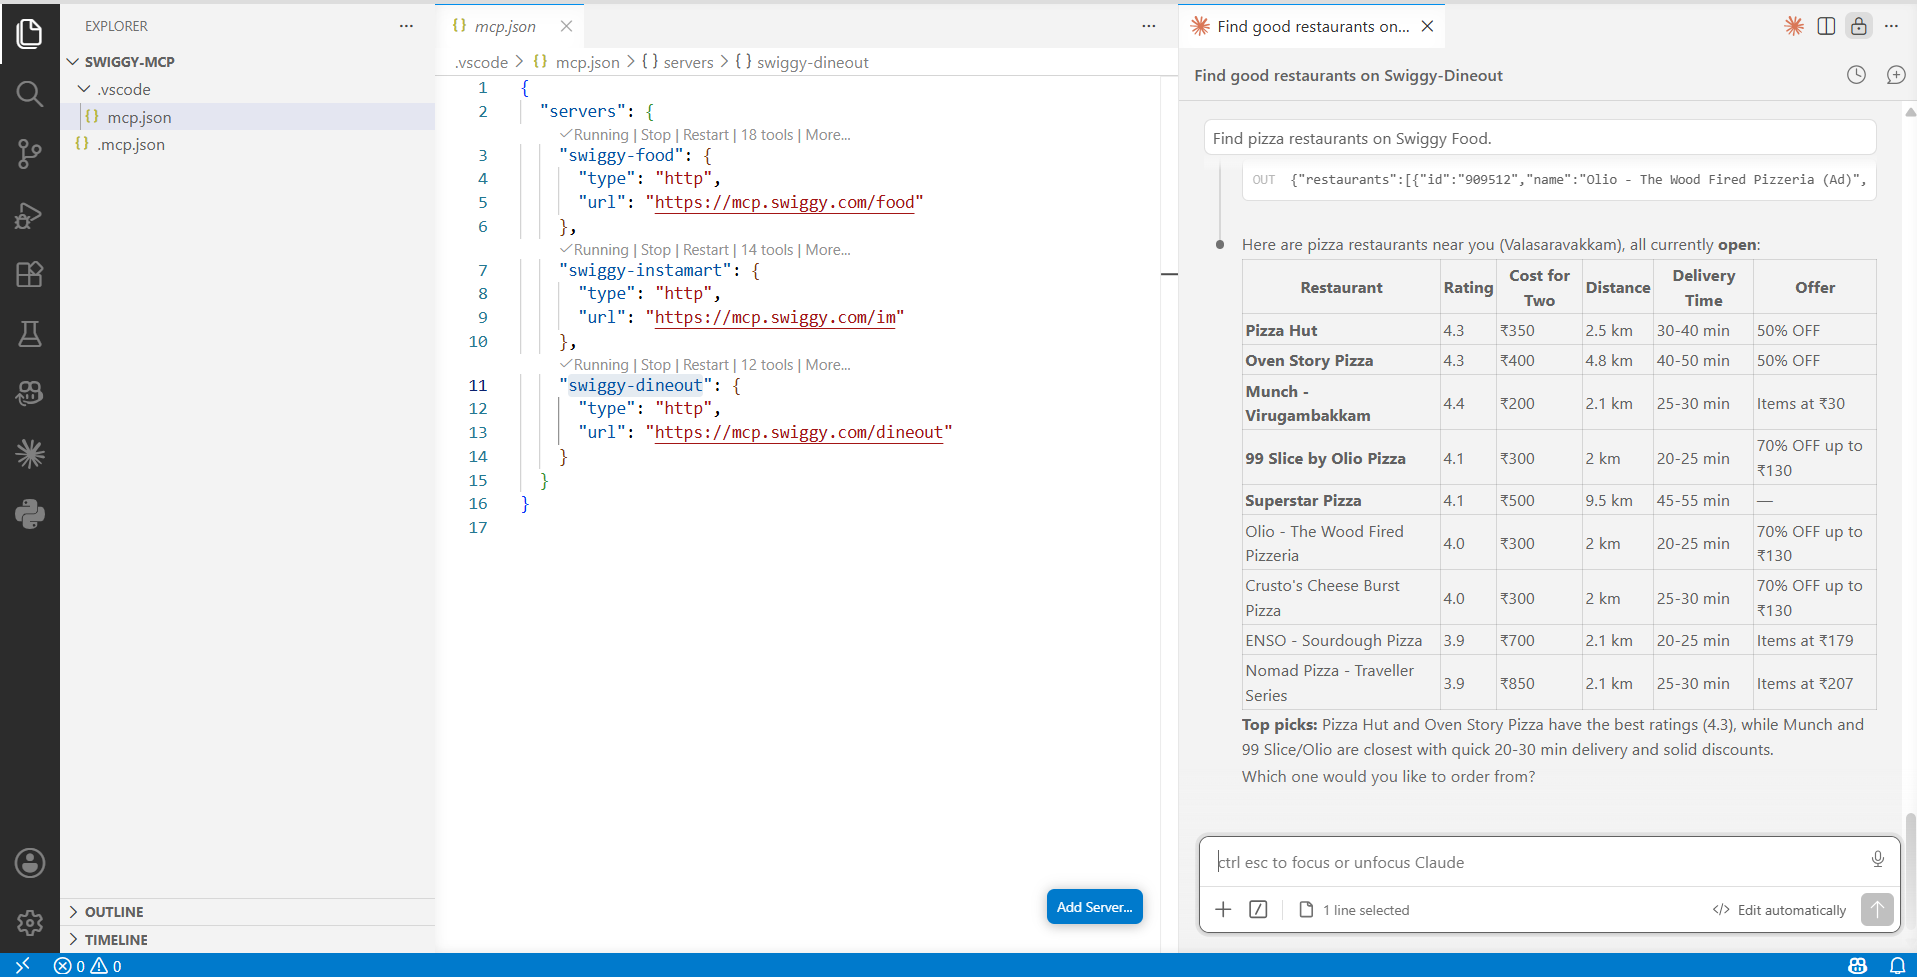 EXPLORER
SWIGGY-MCP
.vscode
{} mcp.json
{} .mcp.json
OUTLINE
TIMELINE
0 0
{} mcp.json
.vscode > {} mcp.json > {} servers > {} swiggy-dineout
1 {
2 "servers": {
✓Running | Stop | Restart | 18 tools | More...
3 "swiggy-food": {
4 "type": "http",
5 "url": "https://mcp.swiggy.com/food"
6 },
✓Running | Stop | Restart | 14 tools | More...
7 "swiggy-instamart": {
8 "type": "http",
9 "url": "https://mcp.swiggy.com/im"
10 },
✓Running | Stop | Restart | 12 tools | More...
11 "swiggy-dineout": {
12 "type": "http",
13 "url": "https://mcp.swiggy.com/dineout"
14 }
15 }
16 }
17
Add Server...
Find good restaurants on...
Find good restaurants on Swiggy-Dineout
Find pizza restaurants on Swiggy Food.
OUT {"restaurants":[{"id":"909512","name":"Olio - The Wood Fired Pizzeria (Ad)",
Here are pizza restaurants near you (Valasaravakkam), all currently open:
Restaurant Rating Cost for Two Distance Delivery Time Offer
Pizza Hut 4.3 ₹350 2.5 km 30-40 min 50% OFF
Oven Story Pizza 4.3 ₹400 4.8 km 40-50 min 50% OFF
Munch - Virugambakkam 4.4 ₹200 2.1 km 25-30 min Items at ₹30
99 Slice by Olio Pizza 4.1 ₹300 2 km 20-25 min 70% OFF up to ₹130
Superstar Pizza 4.1 ₹500 9.5 km 45-55 min —
Olio - The Wood Fired Pizzeria 4.0 ₹300 2 km 20-25 min 70% OFF up to ₹130
Crusto's Cheese Burst Pizza 4.0 ₹300 2 km 25-30 min 70% OFF up to ₹130
ENSO - Sourdough Pizza 3.9 ₹700 2.1 km 20-25 min Items at ₹179
Nomad Pizza - Traveller Series 3.9 ₹850 2.1 km 25-30 min Items at ₹207
Top picks: Pizza Hut and Oven Story Pizza have the best ratings (4.3), while Munch and
99 Slice/Olio are closest with quick 20-30 min delivery and solid discounts.
Which one would you like to order from?
ctrl esc to focus or unfocus Claude
1 line selected
</> Edit automatically